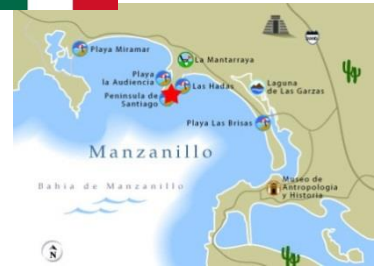 Playa Miramar
La Mantarraya
Playa
la Audiencia
Las Hadas
Peninsula de
Santiago
Laguna
de Las Garzas
Playa Las Brisas
Manzanillo
Bahia de Manzanillo
Museo de
Antropologia
y Historia
N